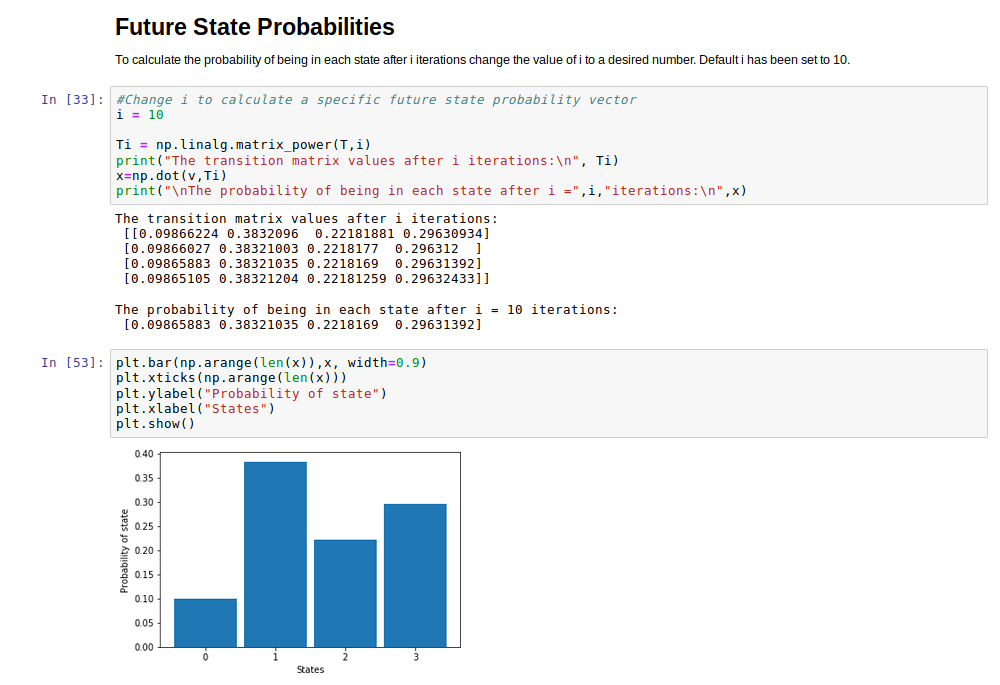 Future State Probabilities
To calculate the probability of being in each state after i iterations change the value of i to a desired number. Default i has been set to 10.
In [33]:
#Change i to calculate a specific future state probability vector
i = 10
Ti = np.linalg.matrix_power(T,i)
print("The transition matrix values after i iterations:\n", Ti)
x=np.dot(v,Ti)
print("\nThe probability of being in each state after i =",i,"iterations:\n",x)
The transition matrix values after i iterations:
[[0.09866224 0.3832096  0.22181881 0.29630934]
[0.09866027 0.38321003 0.2218177  0.296312  ]
[0.09865883 0.38321035 0.2218169  0.29631392]
[0.09865105 0.38321204 0.22181259 0.29632433]]
The probability of being in each state after i = 10 iterations:
[0.09865883 0.38321035 0.2218169  0.29631392]
In [53]:
plt.bar(np.arange(len(x)),x, width=0.9)
plt.xticks(np.arange(len(x)))
plt.ylabel("Probability of state")
plt.xlabel("States")
plt.show()
0.40
0.35
0.30
0.25
0.20
0.15
0.10
0.05
0.00
Probability of state
0 1 2 3
States